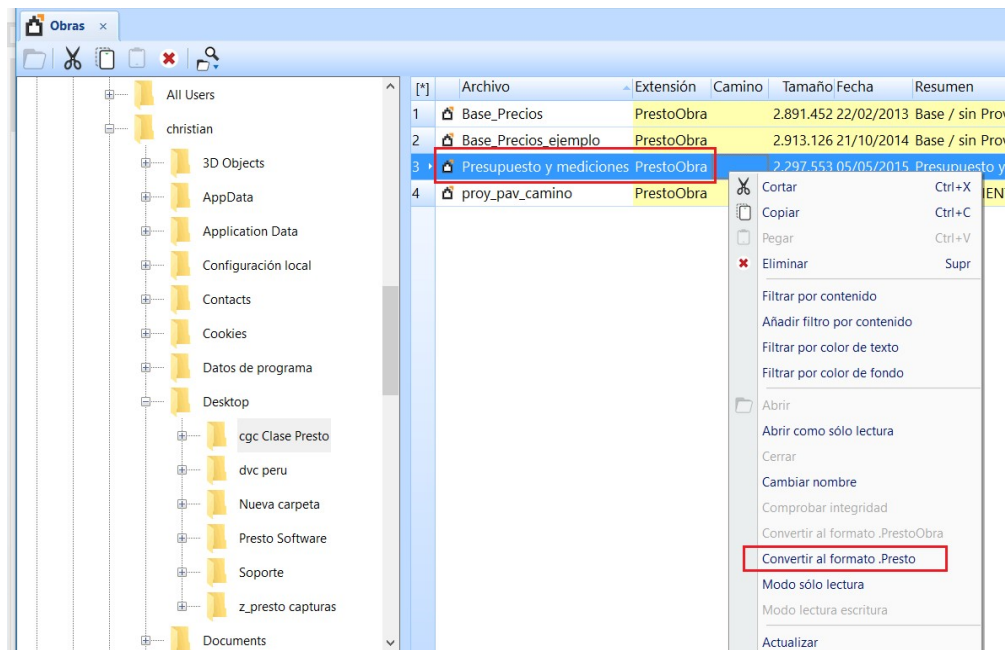 Obras ×
All Users
christian
3D Objects
AppData
Application Data
Configuración local
Contacts
Cookies
Datos de programa
Desktop
cgc Clase Presto
dvc peru
Nueva carpeta
Presto Software
Soporte
z_presto capturas
Documents
[*] Archivo Extensión Camino Tamaño Fecha Resumen
1 Base_Precios PrestoObra 2.891.452 22/02/2013 Base / sin Prov
2 Base_Precios_ejemplo PrestoObra 2.913.126 21/10/2014 Base / sin Prov
3 Presupuesto y mediciones PrestoObra 2.297.553 05/05/2015 Presupuesto y
4 proy_pav_camino PrestoObra IENT
Cortar Ctrl+X
Copiar Ctrl+C
Pegar Ctrl+V
Eliminar Supr
Filtrar por contenido
Añadir filtro por contenido
Filtrar por color de texto
Filtrar por color de fondo
Abrir
Abrir como sólo lectura
Cerrar
Cambiar nombre
Comprobar integridad
Convertir al formato .PrestoObra
Convertir al formato .Presto
Modo sólo lectura
Modo lectura escritura
Actualizar